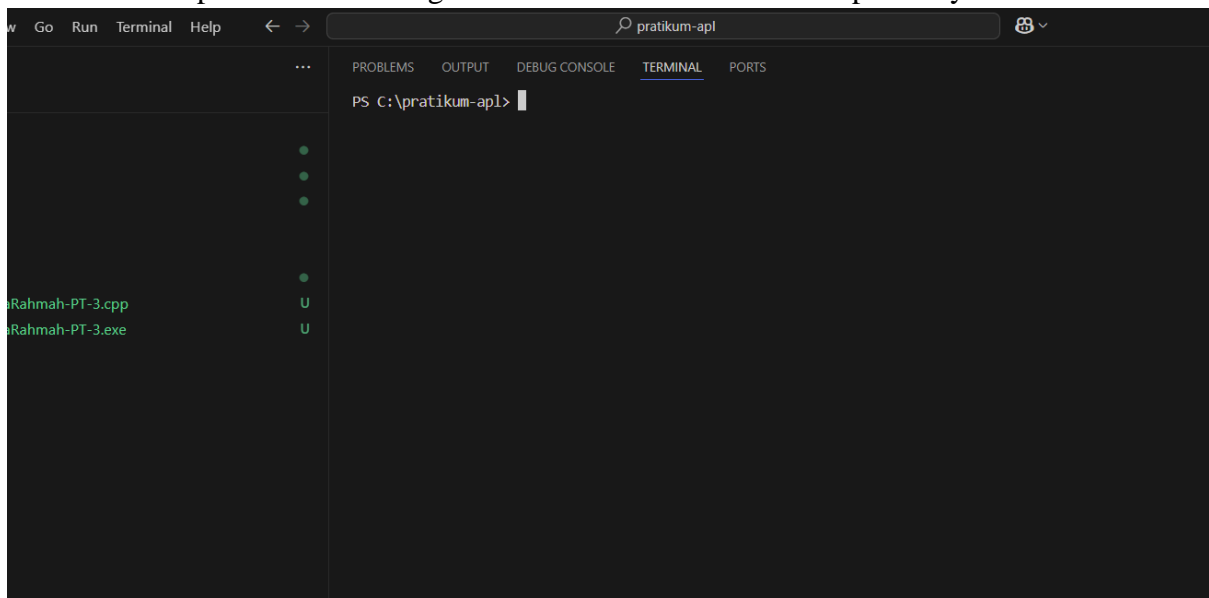 Go Run Terminal Help ← → pratikum-apl
... PROBLEMS OUTPUT DEBUG CONSOLE TERMINAL PORTS
PS C:\pratikum-apl>
aRahmah-PT-3.cpp U
aRahmah-PT-3.exe U